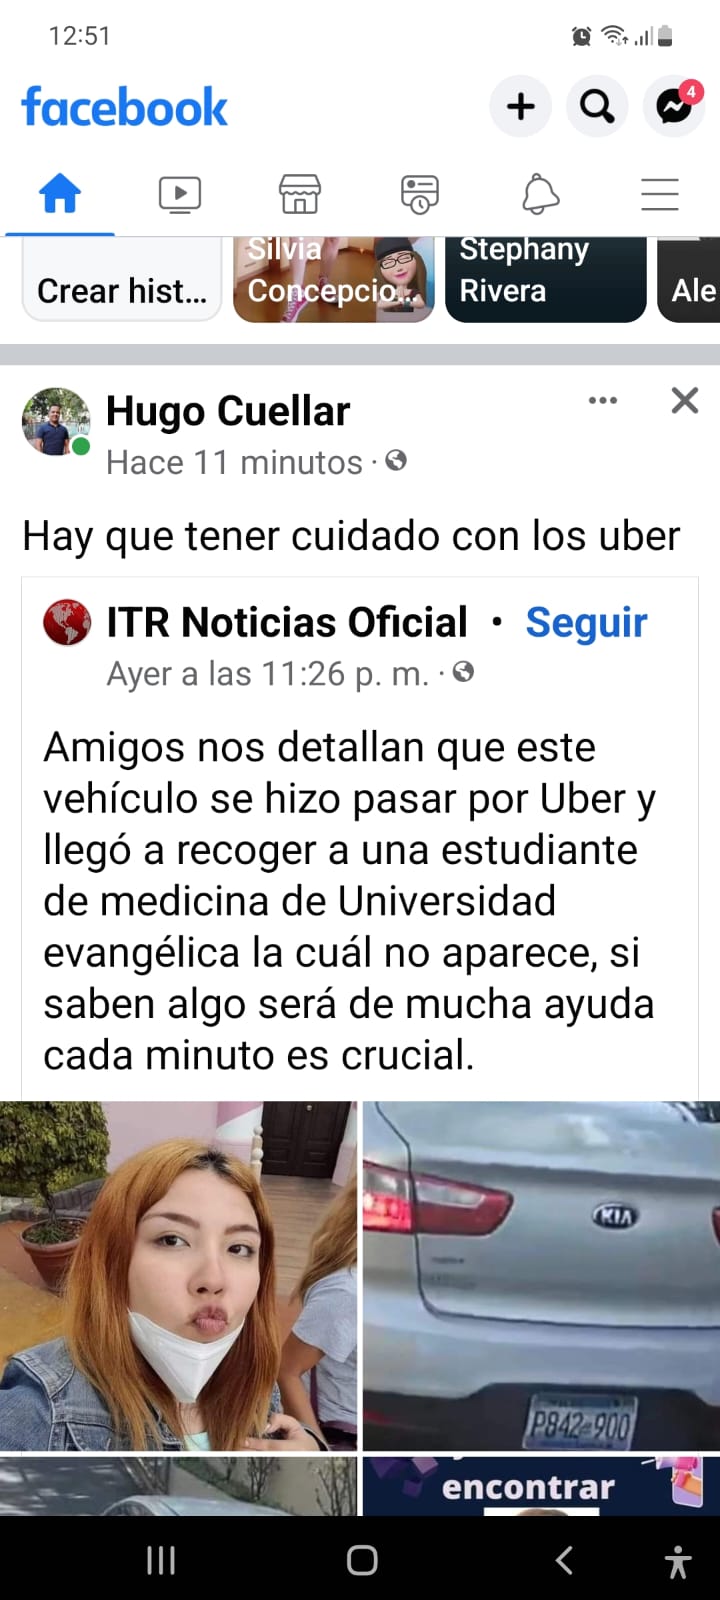 12:51
facebook
4
Crear hist...
Silvia
Concepcio...
Stephany
Rivera
Ale
Hugo Cuellar
Hace 11 minutos ·
Hay que tener cuidado con los uber
ITR Noticias Oficial • Seguir
Ayer a las 11:26 p. m. ·
Amigos nos detallan que este
vehículo se hizo pasar por Uber y
llegó a recoger a una estudiante
de medicina de Universidad
evangélica la cuál no aparece, si
saben algo será de mucha ayuda
cada minuto es crucial.
KIA
P842-900
encontrar